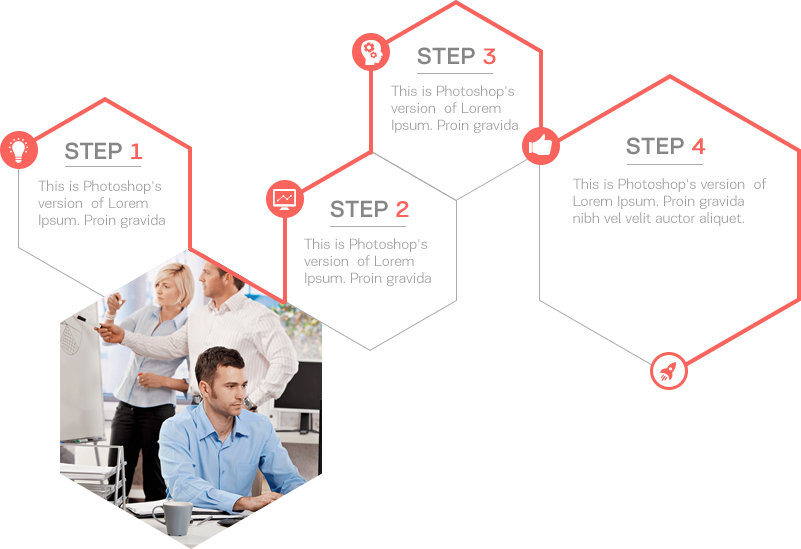 STEP 1
This is Photoshop's
version of Lorem
Ipsum. Proin gravida
STEP 2
This is Photoshop's
version of Lorem
Ipsum. Proin gravida
STEP 3
This is Photoshop's
version of Lorem
Ipsum. Proin gravida
STEP 4
This is Photoshop's version of
Lorem Ipsum. Proin gravida
nibh vel velit auctor aliquet.